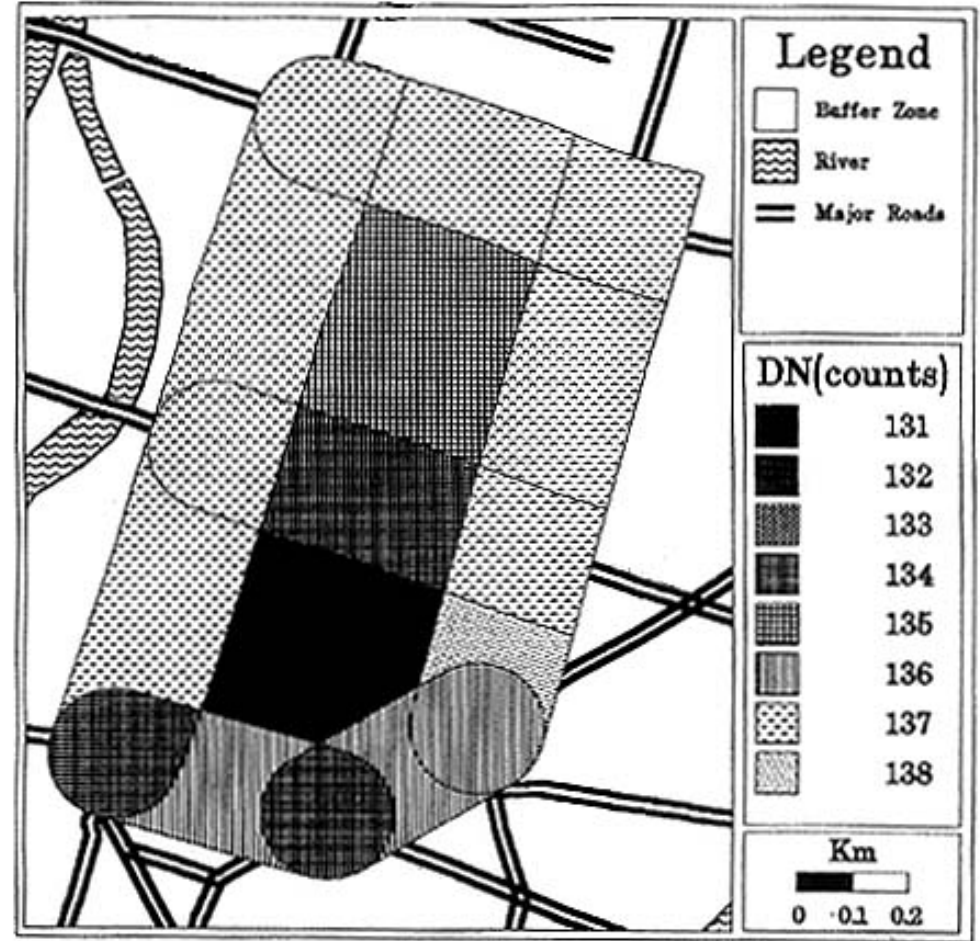 Legend
Buffer Zone
River
Major Roads
DN(counts)
131
132
133
134
135
136
137
138
Km
0 0.1 0.2